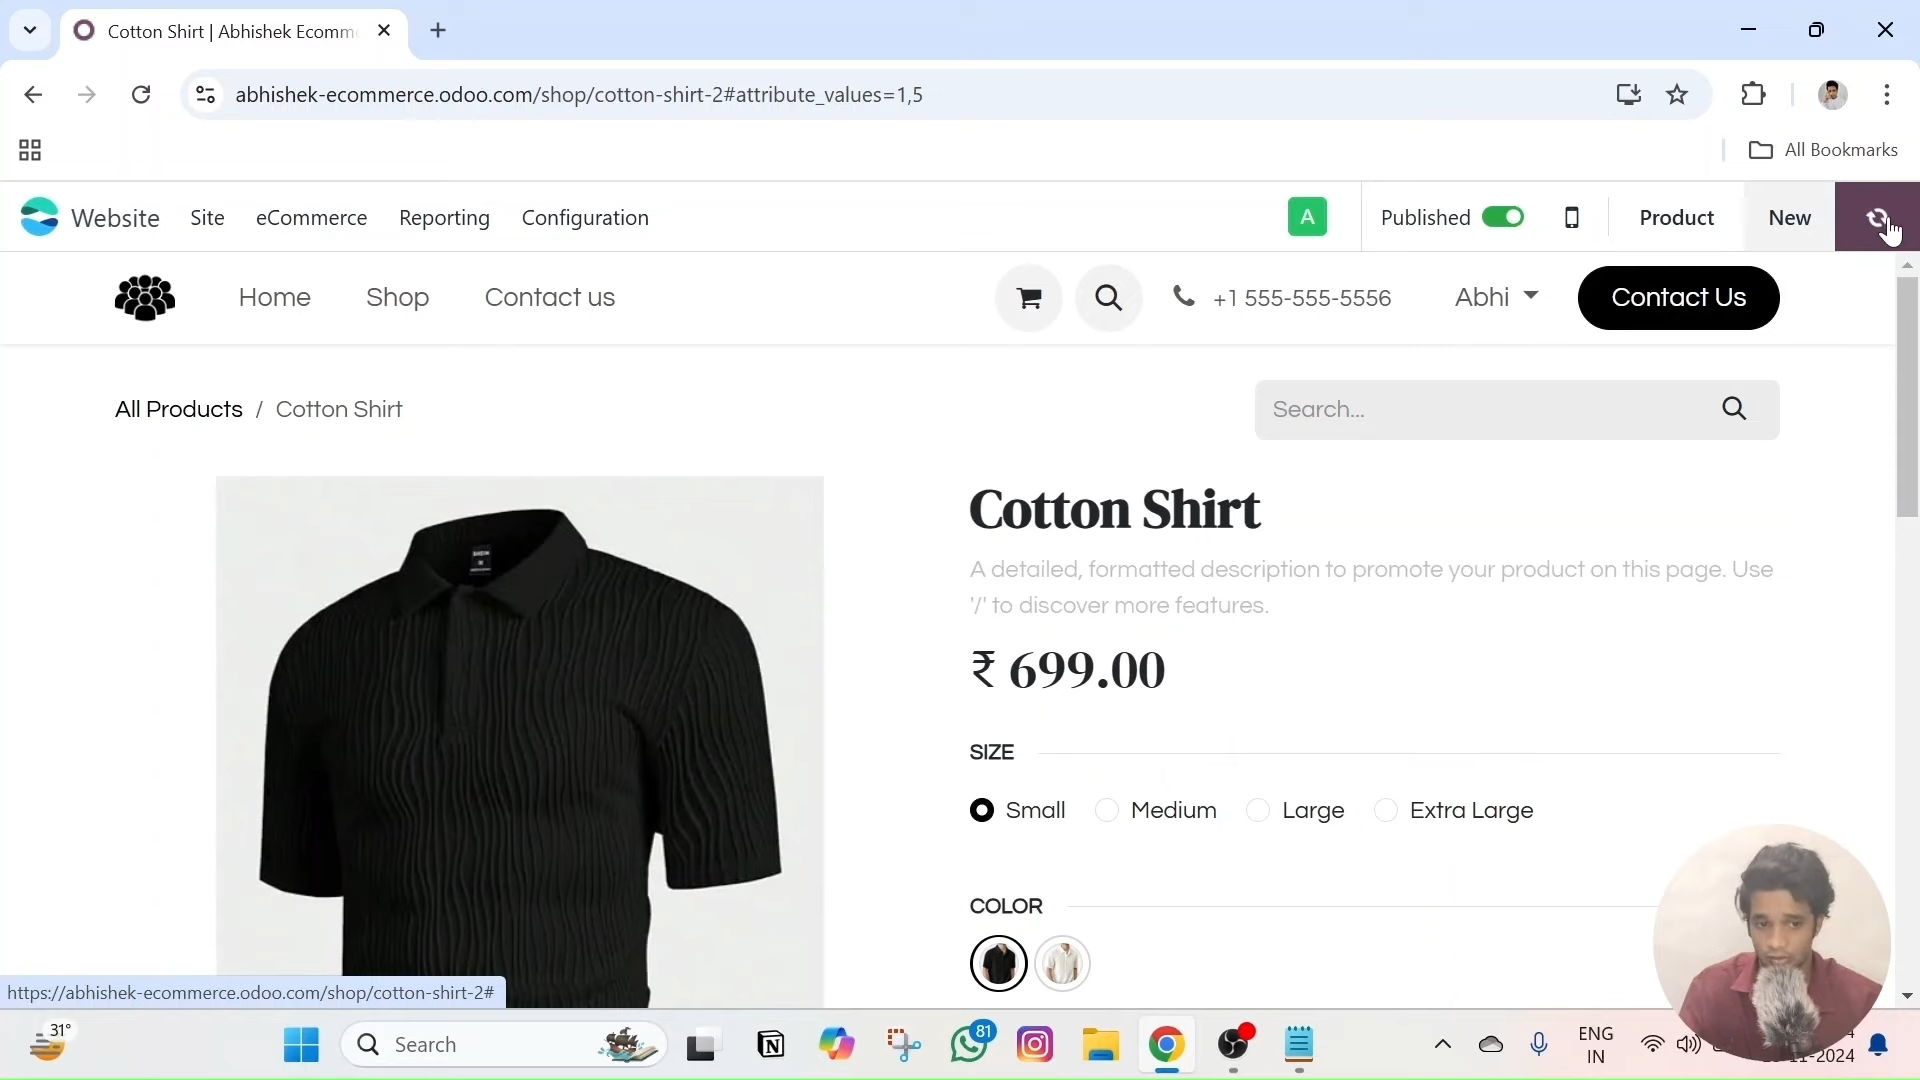 Cotton Shirt | Abhishek Ecomm
abhishek-ecommerce.odoo.com/shop/cotton-shirt-2#attribute_values=1,5
All Bookmarks
Website Site eCommerce Reporting Configuration A Published Product New
Home Shop Contact us +1 555-555-5556 Abhi Contact Us
All Products / Cotton Shirt Search...
Cotton Shirt
A detailed, formatted description to promote your product on this page. Use
'/' to discover more features.
₹ 699.00
SIZE
Small Medium Large Extra Large
COLOR
https://abhishek-ecommerce.odoo.com/shop/cotton-shirt-2#
31° Search 81 ENG
IN 11-2024